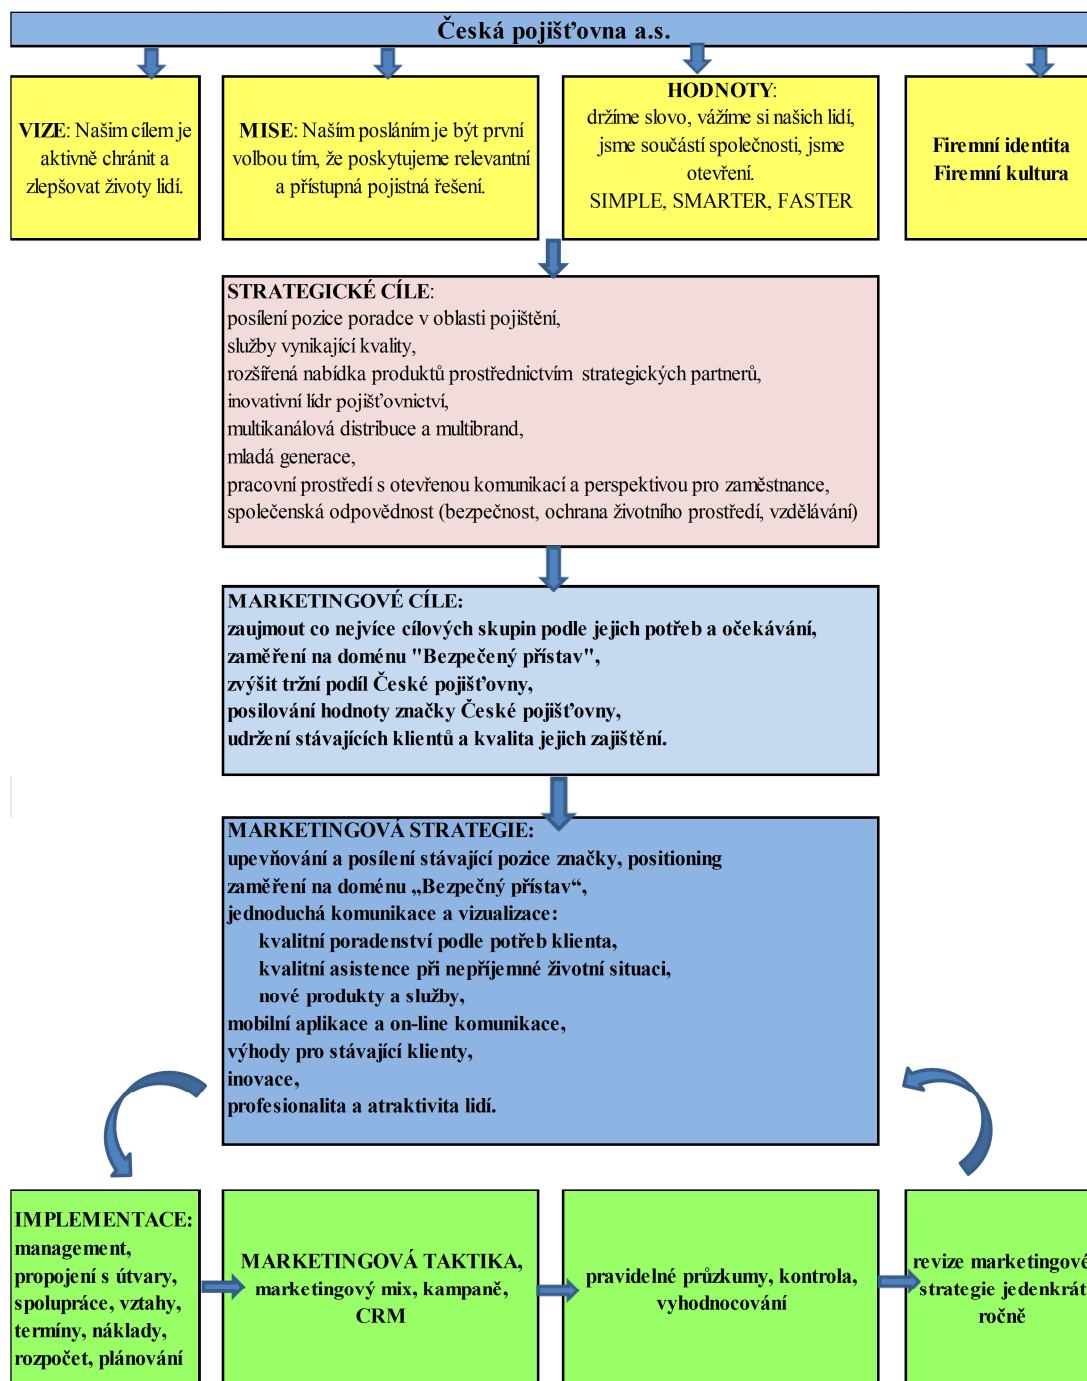 Česká pojišťovna a.s.
VIZE: Našim cílem je
aktivně chránit a
zlepšovat životy lidí.
MISE: Naším posláním je být první
volbou tím, že poskytujeme relevantní
a přístupná pojistná řešení.
HODNOTY:
držíme slovo, vážíme si našich lidí,
jsme součástí společnosti, jsme
otevření.
SIMPLE, SMARTER, FASTER
Firemní identita
Firemní kultura
STRATEGICKÉ CÍLE:
posílení pozice poradce v oblasti pojištění,
služby vynikající kvality,
rozšířená nabídka produktů prostřednictvím strategických partnerů,
inovativní lídr pojišťovnictví,
multikanálová distribuce a multibrand,
mladá generace,
pracovní prostředí s otevřenou komunikací a perspektivou pro zaměstnance,
společenská odpovědnost (bezpečnost, ochrana životního prostředí, vzdělávání)
MARKETINGOVÉ CÍLE:
zaujmout co nejvíce cílových skupin podle jejich potřeb a očekávání,
zaměření na doménu "Bezpečený přístav",
zvýšit tržní podíl České pojišťovny,
posilování hodnoty značky České pojišťovny,
udržení stávajících klientů a kvalita jejich zajištění.
MARKETINGOVÁ STRATEGIE:
upevňování a posílení stávající pozice značky, positioning
zaměření na doménu „Bezpečný přístav“,
jednoduchá komunikace a vizualizace:
kvalitní poradenství podle potřeb klienta,
kvalitní asistence při nepříjemné životní situaci,
nové produkty a služby,
mobilní aplikace a on-line komunikace,
výhody pro stávající klienty,
inovace,
profesionalita a atraktivita lidí.
IMPLEMENTACE:
management,
propojení s útvary,
spolupráce, vztahy,
termíny, náklady,
rozpočet, plánování
MARKETINGOVÁ TAKTIKA,
marketingový mix, kampaně,
CRM
pravidelné průzkumy, kontrola,
vyhodnocování
revize marketingové
strategie jedenkrát
ročně